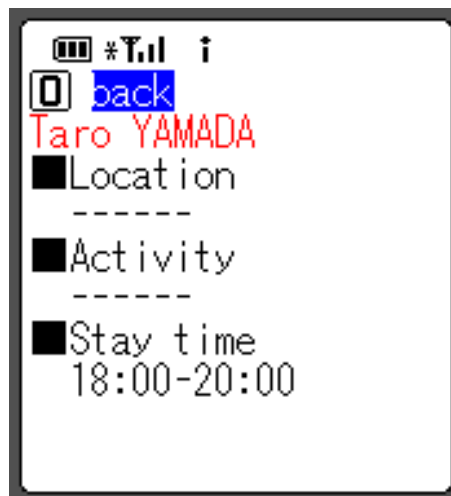 0 back
Taro YAMADA
■Location
------
■Activity
------
■Stay time
18:00-20:00